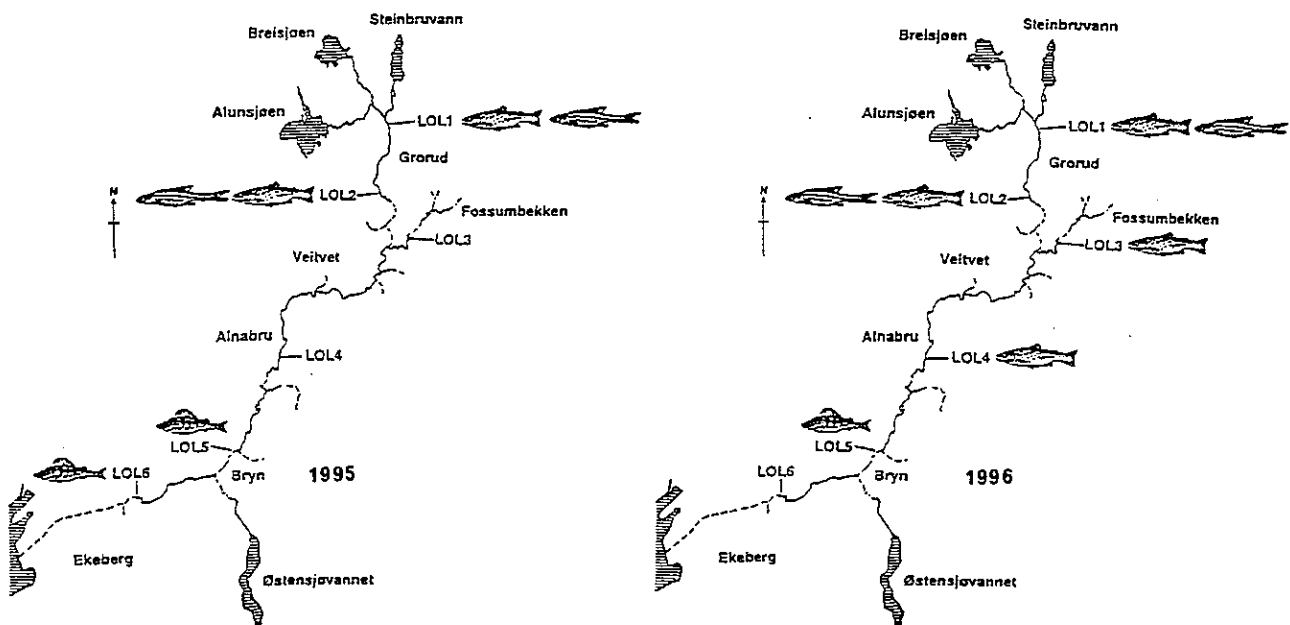 Steinbruvann
Breisjøen
Alunsjøen
LOL1
Grorud
N
LOL2
Fossumbekken
LOL3
Veitvet
Alnabru
LOL4
LOL5
LOL6
Bryn
1995
Ekeberg
Østensjøvannet
Steinbruvann
Breisjøen
Alunsjøen
LOL1
Grorud
N
LOL2
Fossumbekken
LOL3
Veitvet
Alnabru
LOL4
LOL5
LOL6
Bryn
1996
Ekeberg
Østensjøvannet